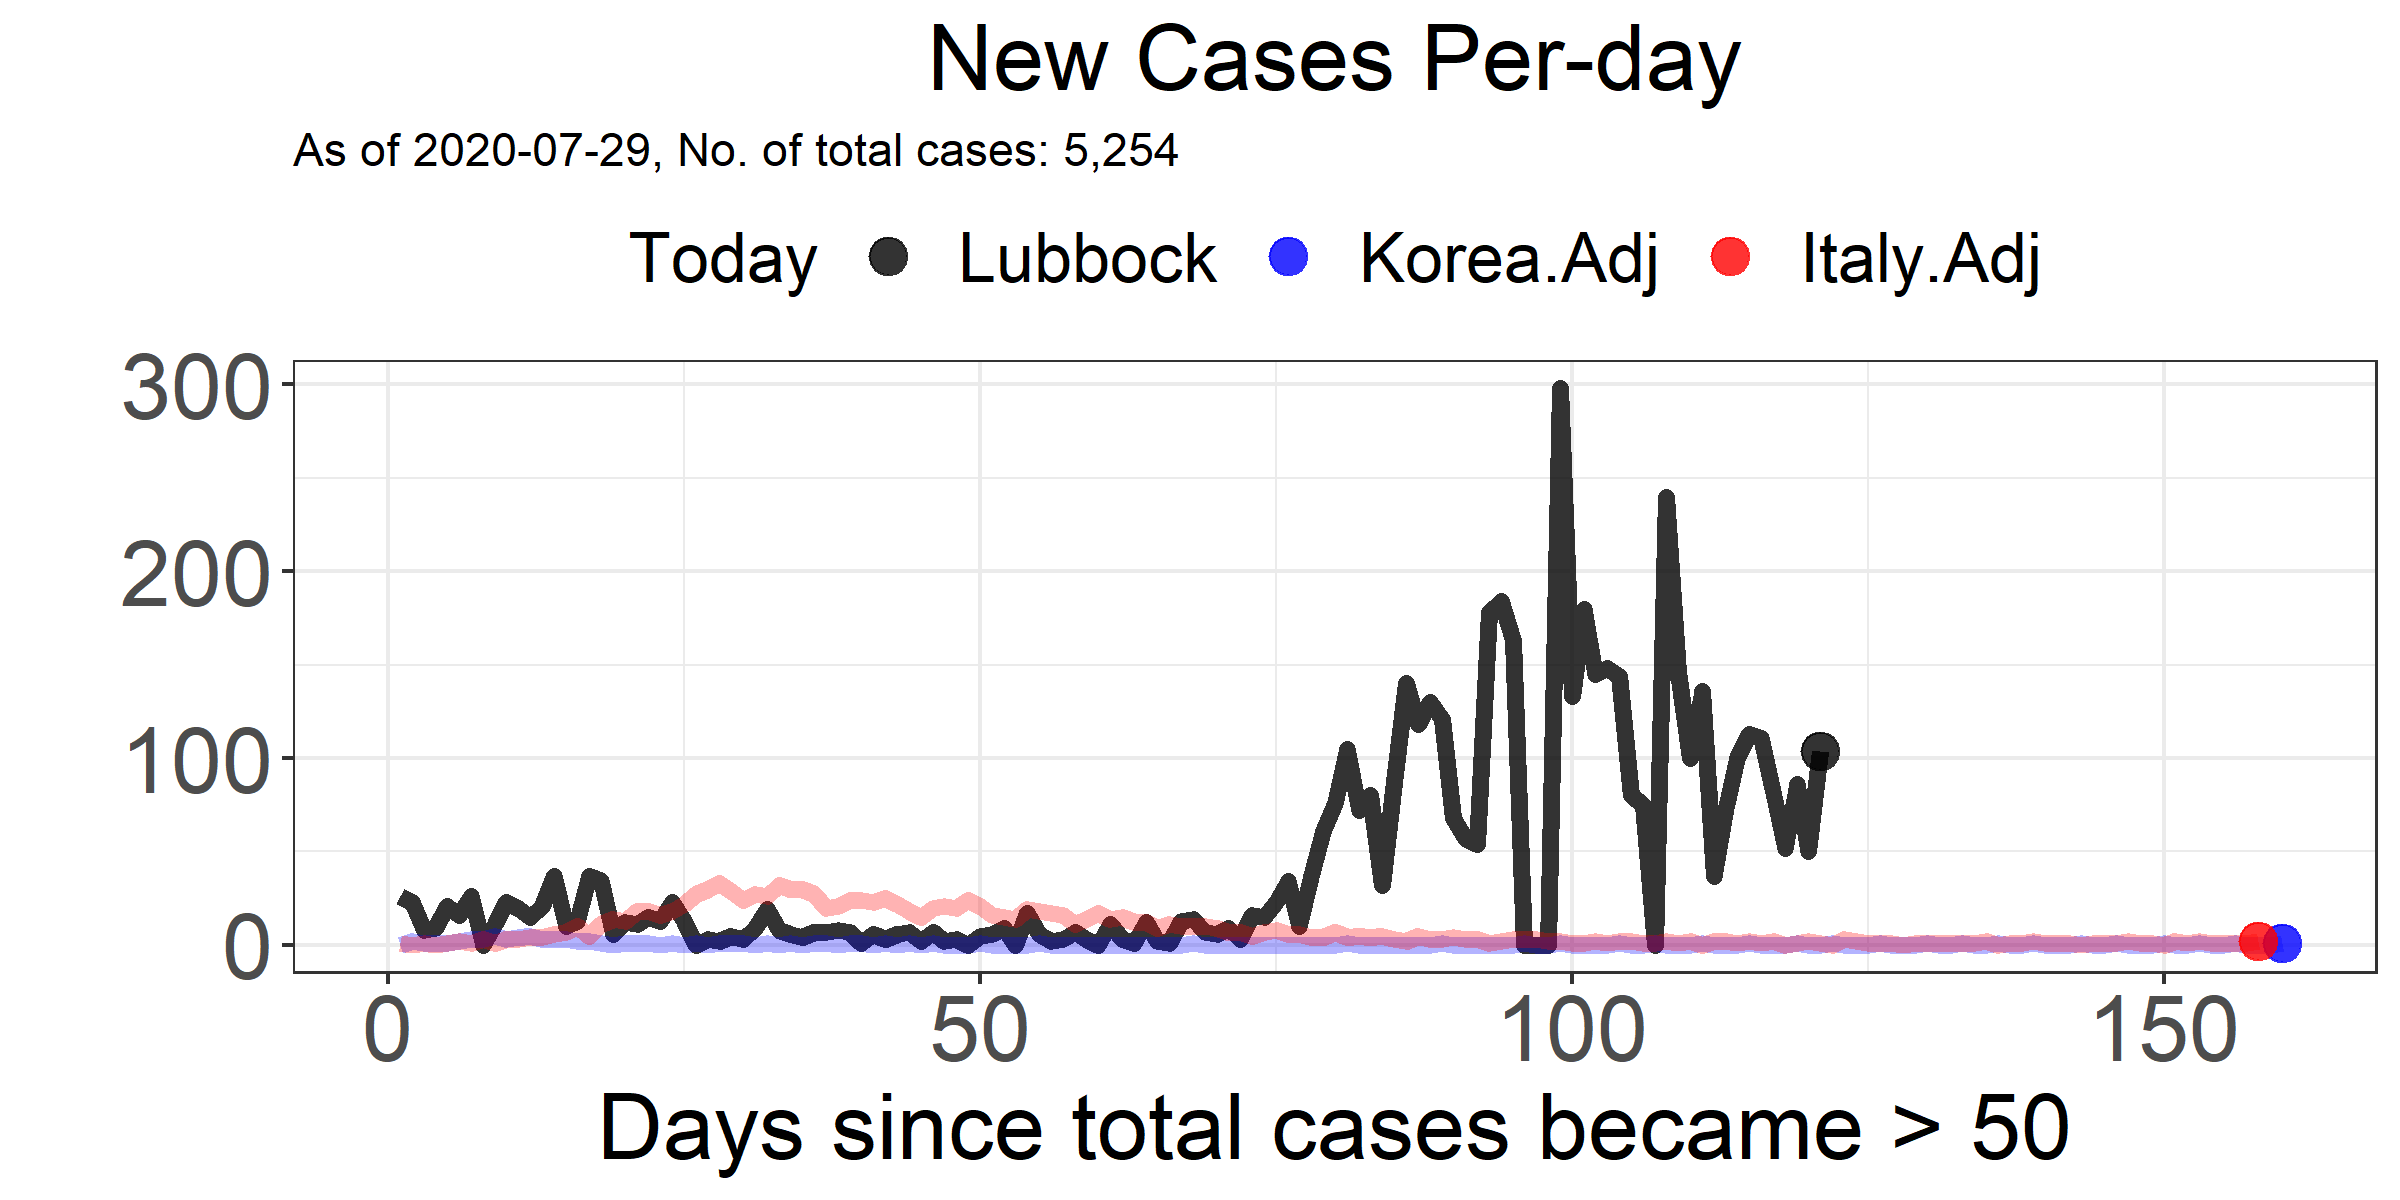 New Cases Per-day
As of 2020-07-29, No. of total cases: 5,254
Today Lubbock Korea.Adj Italy.Adj
300
200
100
0
0 50 100 150
Days since total cases became > 50